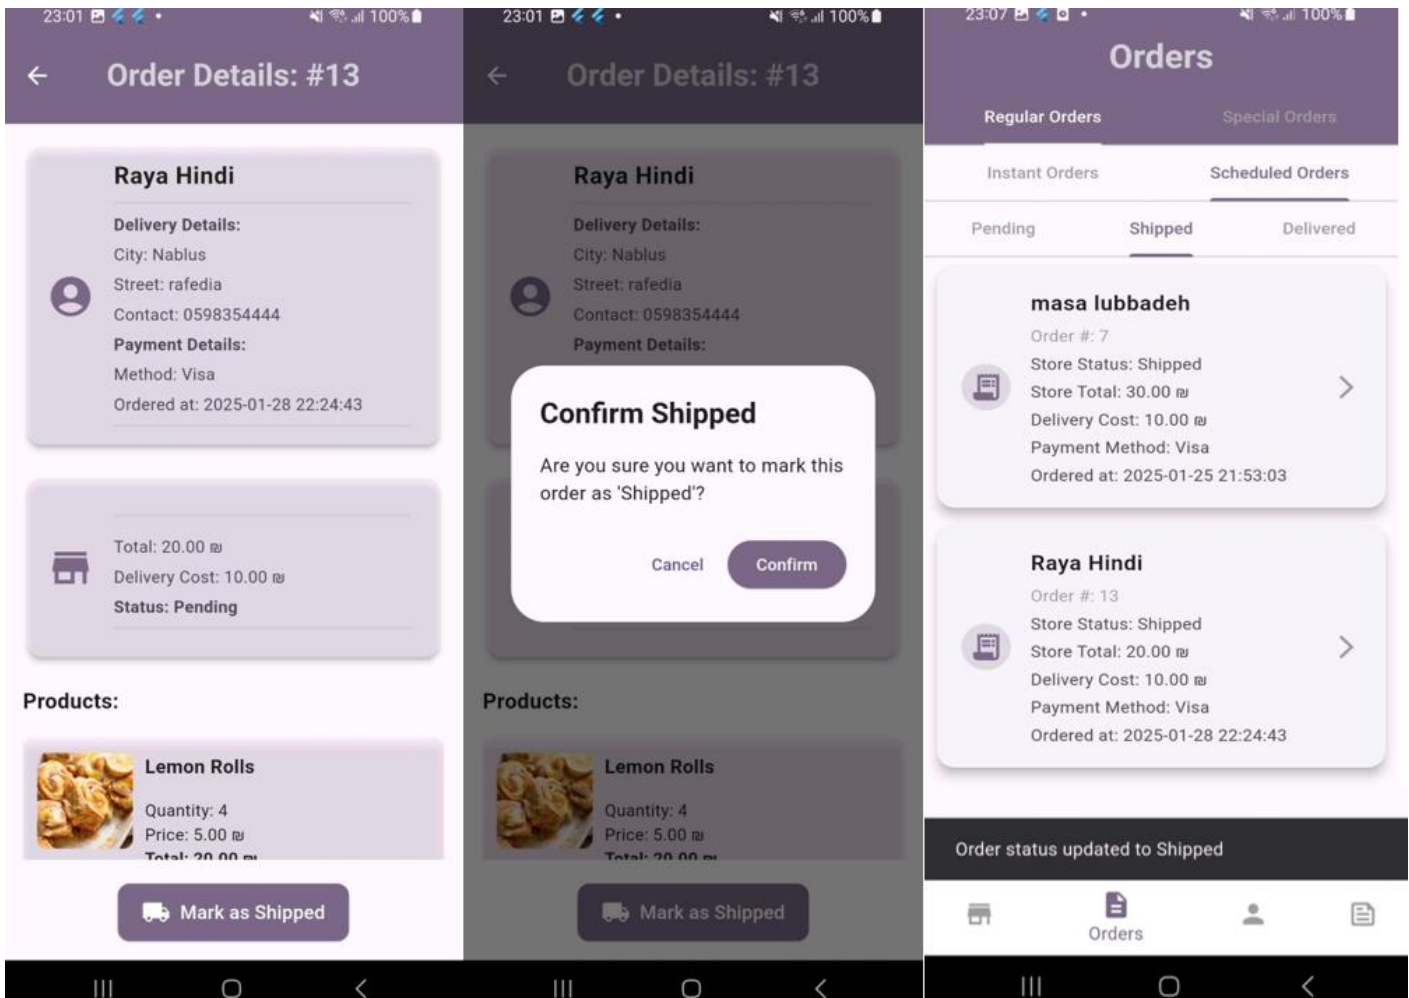 23:01
100%
Order Details: #13
Raya Hindi
Delivery Details:
City: Nablus
Street: rafedia
Contact: 0598354444
Payment Details:
Method: Visa
Ordered at: 2025-01-28 22:24:43
Total: 20.00 ₪
Delivery Cost: 10.00 ₪
Status: Pending
Products:
Lemon Rolls
Quantity: 4
Price: 5.00 ₪
Total: 20.00 ₪
Mark as Shipped
23:01
100%
Order Details: #13
Raya Hindi
Delivery Details:
City: Nablus
Street: rafedia
Contact: 0598354444
Payment Details:
Confirm Shipped
Are you sure you want to mark this
order as 'Shipped'?
Cancel
Confirm
Products:
Lemon Rolls
Quantity: 4
Price: 5.00 ₪
Total: 20.00 ₪
Mark as Shipped
23:07
100%
Orders
Regular Orders
Special Orders
Instant Orders
Scheduled Orders
Pending
Shipped
Delivered
masa lubbadeh
Order #: 7
Store Status: Shipped
Store Total: 30.00 ₪
Delivery Cost: 10.00 ₪
Payment Method: Visa
Ordered at: 2025-01-25 21:53:03
Raya Hindi
Order #: 13
Store Status: Shipped
Store Total: 20.00 ₪
Delivery Cost: 10.00 ₪
Payment Method: Visa
Ordered at: 2025-01-28 22:24:43
Order status updated to Shipped
Orders